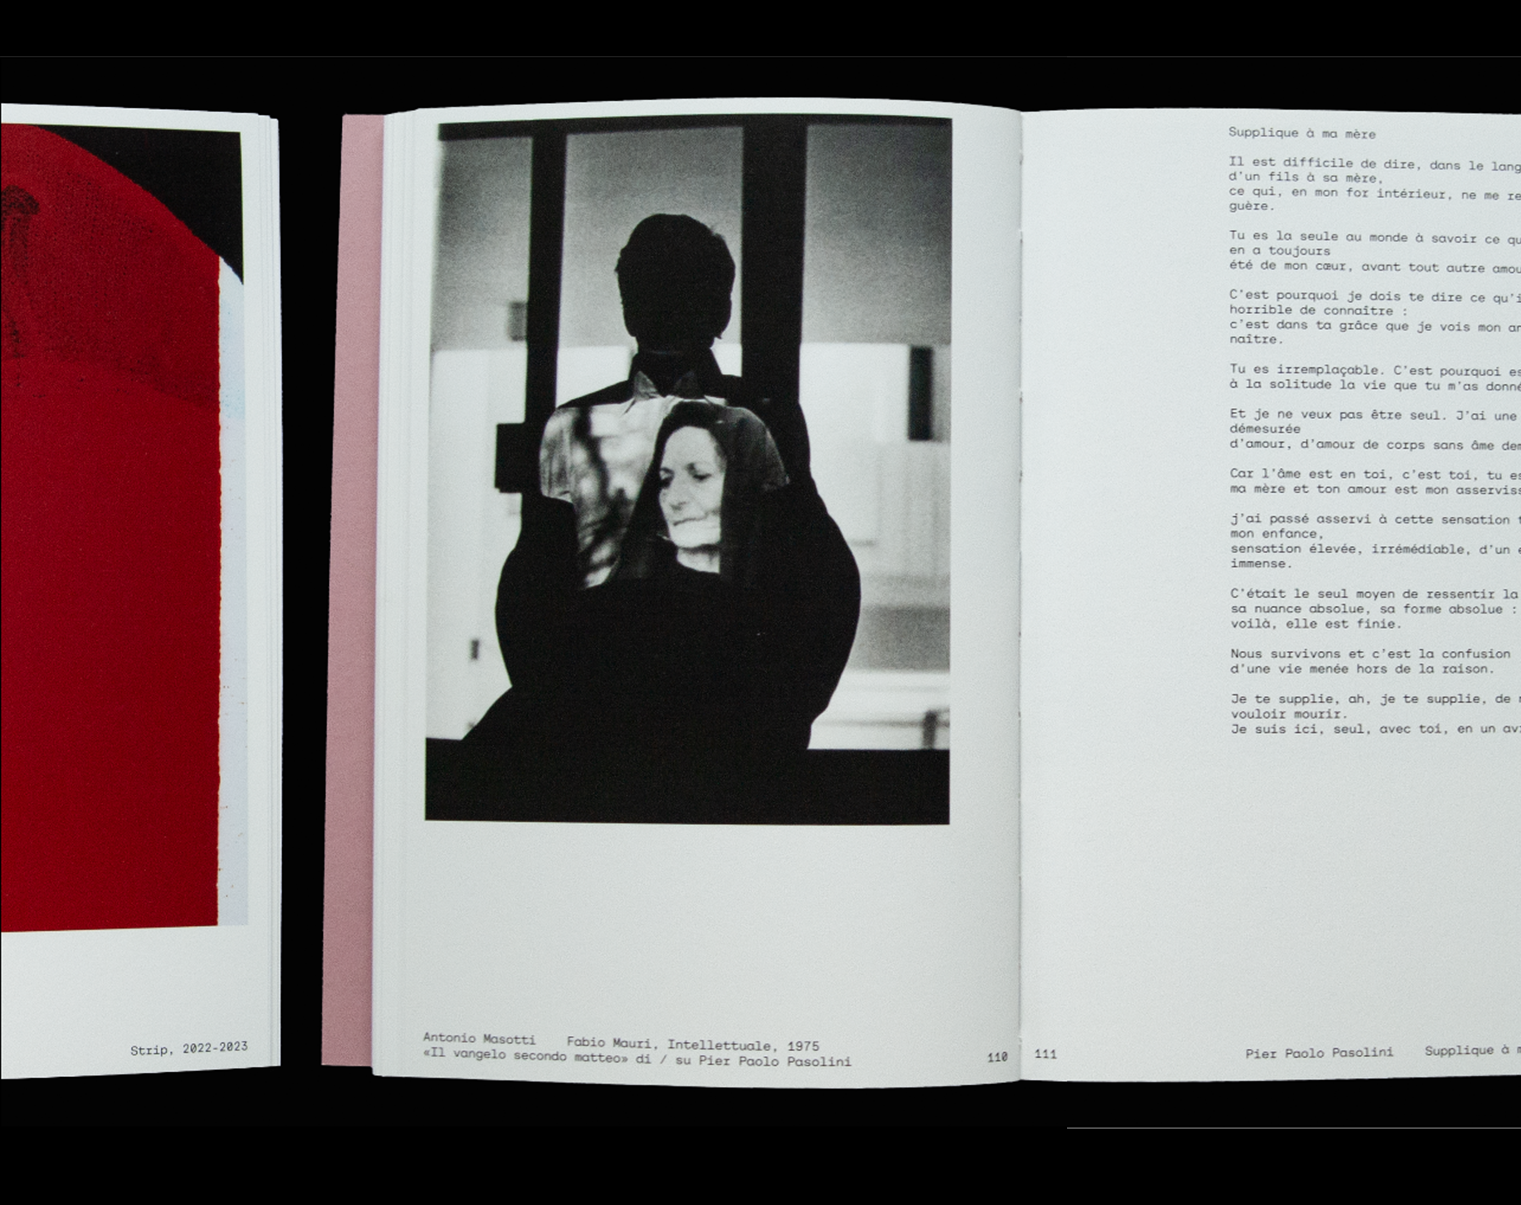 Strip, 2022-2023
Antonio Masotti Fabio Mauri, Intellettuale, 1975
«Il vangelo secondo matteo» di / su Pier Paolo Pasolini
110
Supplique à ma mère
Il est difficile de dire, dans le
d'un fils à sa mère,
ce qui, en mon for intérieur, ne me
guère.
Tu es la seule au monde à savoir ce
en a toujours
été de mon cœur, avant tout autre
C'est pourquoi je dois te dire ce
horrible de connaître :
c'est dans ta grâce que je vois mon
naître.
Tu es irremplaçable. C'est pourquoi
à la solitude la vie que tu m'as
Et je ne veux pas être seul. J'ai une
démesurée
d'amour, d'amour de corps sans âme
Car l'âme est en toi, c'est toi, tu
ma mère et ton amour est mon
j'ai passé asservi à cette sensation
mon enfance,
sensation élevée, irrémédiable, d'un
immense.
C'était le seul moyen de ressentir la
sa nuance absolue, sa forme absolue :
voilà, elle est finie.
Nous survivons et c'est la confusion
d'une vie menée hors de la raison.
Je te supplie, ah, je te supplie, de
vouloir mourir.
Je suis ici, seul, avec toi, en un
111
Pier Paolo Pasolini Supplique à